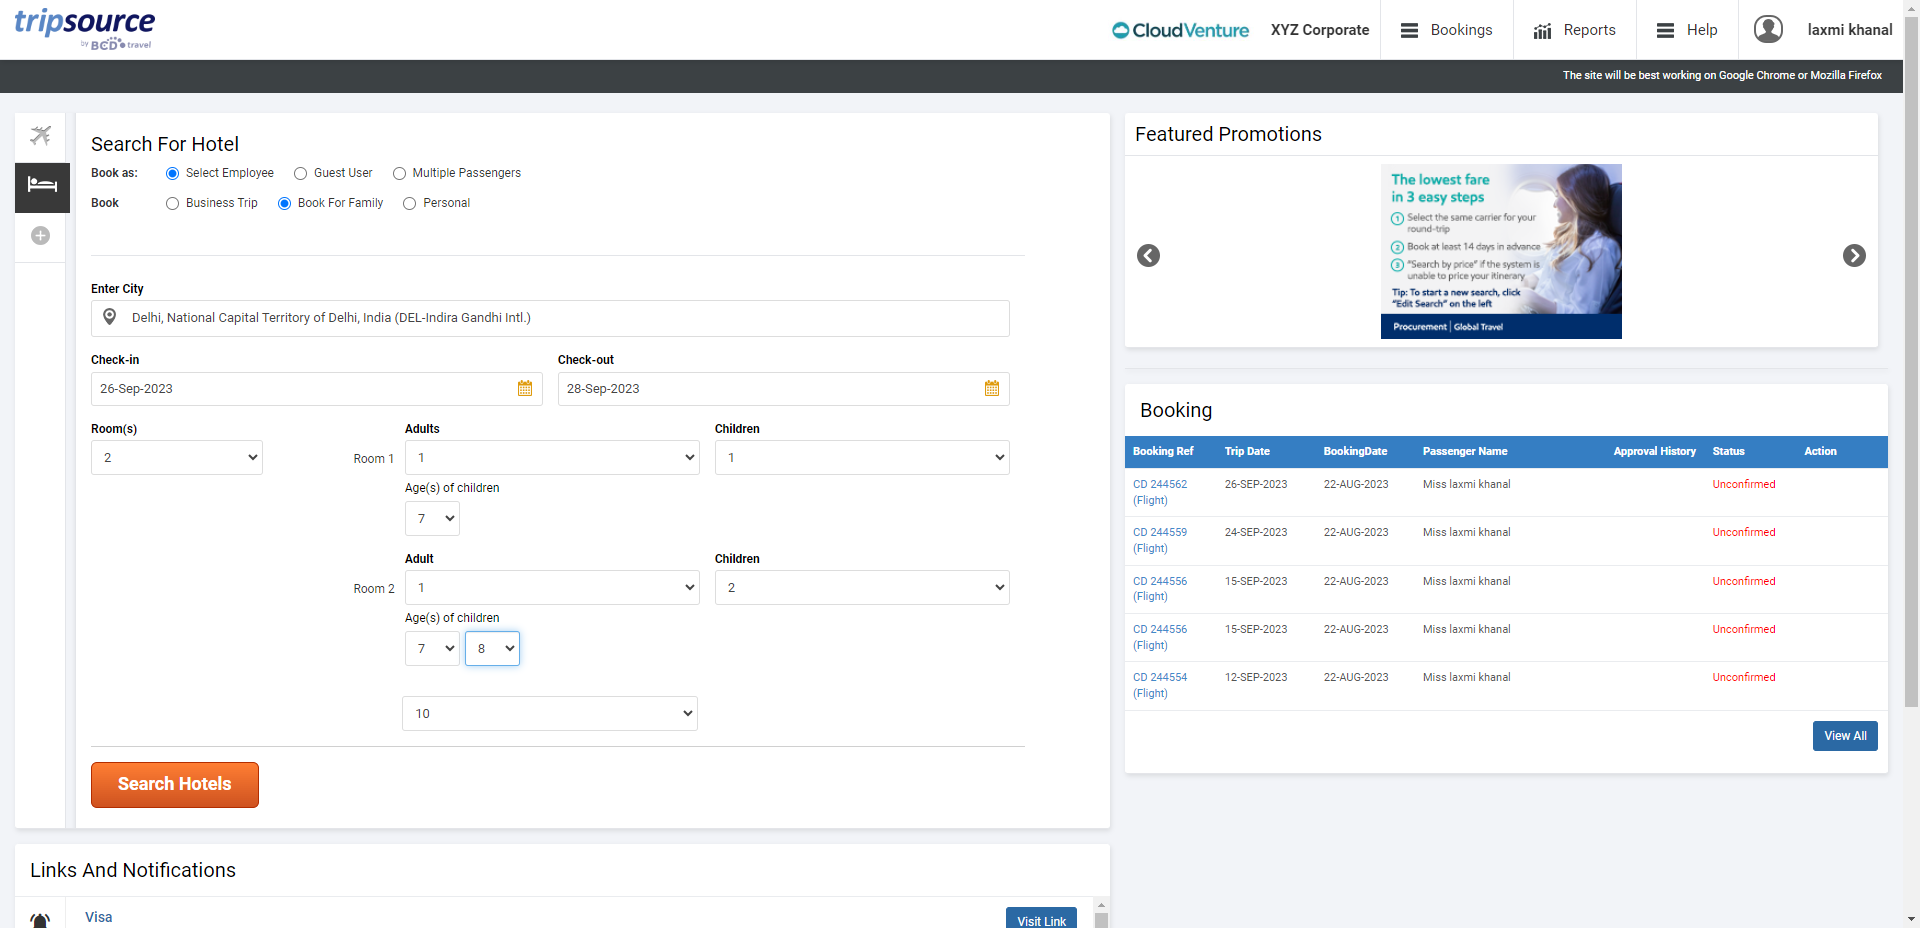 tripsource
by BCD travel
CloudVenture
XYZ Corporate
Bookings
Reports
Help
laxmi khanal
The site will be best working on Google Chrome or Mozilla Firefox
Search For Hotel
Book as: Select Employee Guest User Multiple Passengers
Book Business Trip Book For Family Personal
Enter City
Delhi, National Capital Territory of Delhi, India (DEL-Indira Gandhi Intl.)
Check-in Check-out
26-Sep-2023 28-Sep-2023
Room(s) Adults Children
2 Room 1 1 1
Age(s) of children
7
Adult Children
Room 2 1 2
Age(s) of children
7 8
10
Search Hotels
Links And Notifications
Visa
Visit Link
Featured Promotions
The lowest fare
in 3 easy steps
1 Select the same carrier for your
round-trip
2 Book at least 14 days in advance
3 "Search by price" if the system is
unable to price your itinerary
Tip: To start a new search, click
"Edit Search" on the left
Procurement | Global Travel
Booking
Booking Ref Trip Date BookingDate Passenger Name Approval History Status Action
CD 244562 26-SEP-2023 22-AUG-2023 Miss laxmi khanal Unconfirmed
(Flight)
CD 244559 24-SEP-2023 22-AUG-2023 Miss laxmi khanal Unconfirmed
(Flight)
CD 244556 15-SEP-2023 22-AUG-2023 Miss laxmi khanal Unconfirmed
(Flight)
CD 244556 15-SEP-2023 22-AUG-2023 Miss laxmi khanal Unconfirmed
(Flight)
CD 244554 12-SEP-2023 22-AUG-2023 Miss laxmi khanal Unconfirmed
(Flight)
View All